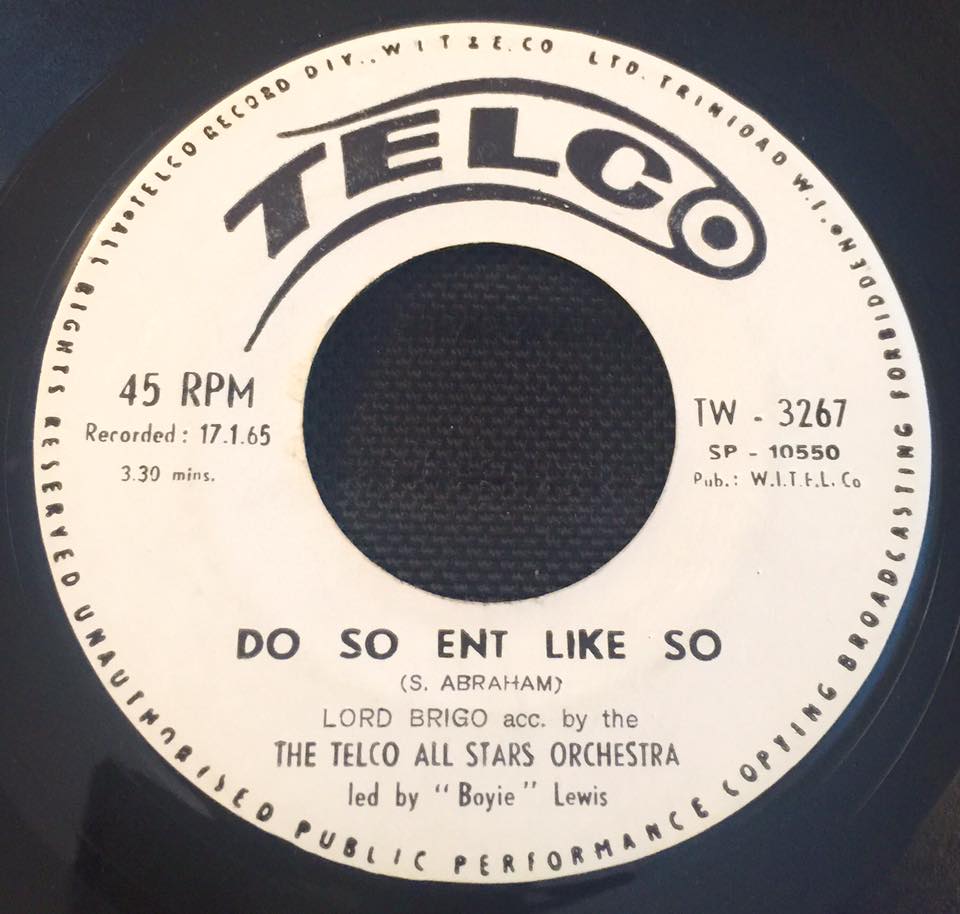 TELCO RECORD DIV., W I T & E. CO LTD. TRINIDAD W.I.
TELCO
45 RPM
Recorded : 17.1.65
3.30 mins.
TW - 3267
SP - 10550
Pub.: W.I.T.E.L. Co
DO SO ENT LIKE SO
(S. ABRAHAM)
LORD BRIGO acc. by the
THE TELCO ALL STARS ORCHESTRA
led by "Boyie" Lewis
ALL RIGHTS RESERVED UNAUTHORISED PUBLIC PERFORMANCE COPYING BROADCASTING FORBIDDEN